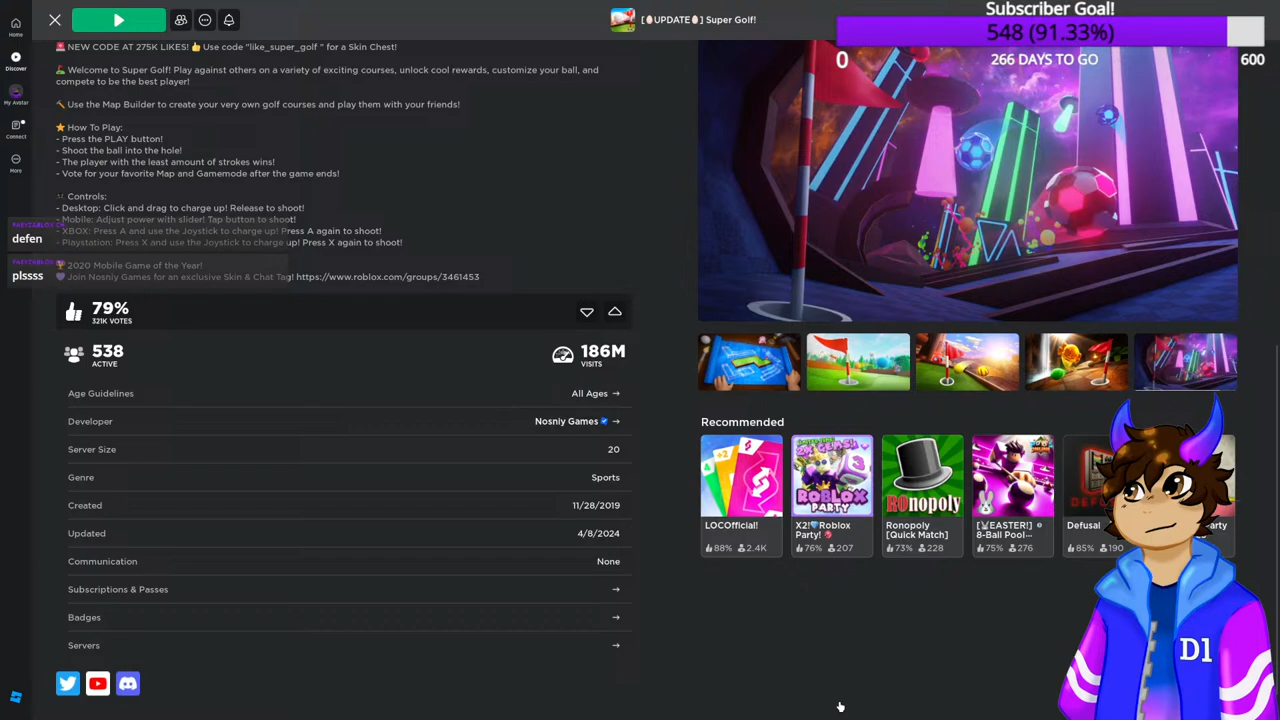 [🥚UPDATE🥚] Super Golf!
Subscriber Goal!
548 (91.33%)
0
266 DAYS TO GO
600
Home
Discover
My Avatar
Connect
More
🚨 NEW CODE AT 275K LIKES! 👍 Use code "like_super_golf " for a Skin Chest!
⛳ Welcome to Super Golf! Play against others on a variety of exciting courses, unlock cool rewards, customize your ball, and
compete to be the best player!
🔨 Use the Map Builder to create your very own golf courses and play them with your friends!
⭐ How To Play:
- Press the PLAY button!
- Shoot the ball into the hole!
- The player with the least amount of strokes wins!
- Vote for your favorite Map and Gamemode after the game ends!
🎮 Controls:
- Desktop: Click and drag to charge up! Release to shoot!
- Mobile: Adjust power with slider! Tap button to shoot!
- XBOX: Press A and use the Joystick to charge up! Press A again to shoot!
- Playstation: Press X and use the Joystick to charge up! Press X again to shoot!
🏆 2020 Mobile Game of the Year!
💜 Join Nosniy Games for an exclusive Skin & Chat Tag! https://www.roblox.com/groups/3461453
defen
plssss
79%
321K VOTES
538
ACTIVE
186M
VISITS
Age Guidelines
All Ages →
Developer
Nosniy Games →
Server Size
20
Genre
Sports
Created
11/28/2019
Updated
4/8/2024
Communication
None
Subscriptions & Passes →
Badges →
Servers →
Recommended
LOCOfficial!
88% 2.4K
ROBLOX
PARTY
X2!💎Roblox
Party!
76% 207
RONOPOLY
Ronopoly
[Quick Match]
73% 228
[🐰EASTER!]
8-Ball Pool...
75% 276
Defusal
85% 190
D1